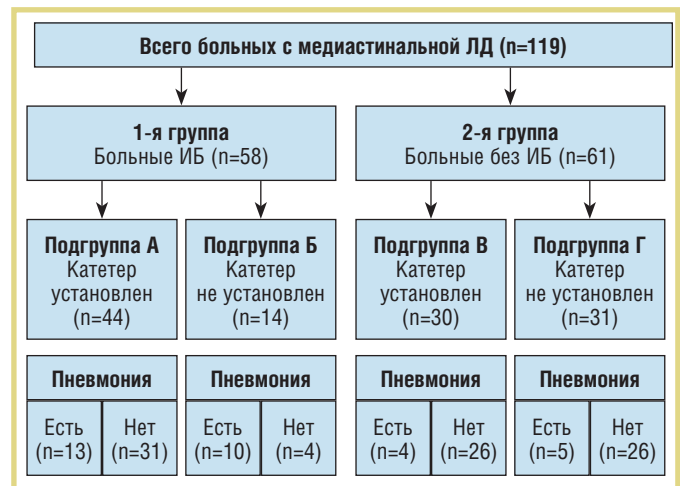 Всего больных с медиастинальной ЛД (n=119)
1-я группа
Больные ИБ (n=58)
2-я группа
Больные без ИБ (n=61)
Подгруппа А
Катетер
установлен
(n=44)
Подгруппа Б
Катетер
не установлен
(n=14)
Подгруппа В
Катетер
установлен
(n=30)
Подгруппа Г
Катетер
не установлен
(n=31)
Пневмония
Есть
(n=13)
Нет
(n=31)
Пневмония
Есть
(n=10)
Нет
(n=4)
Пневмония
Есть
(n=4)
Нет
(n=26)
Пневмония
Есть
(n=5)
Нет
(n=26)